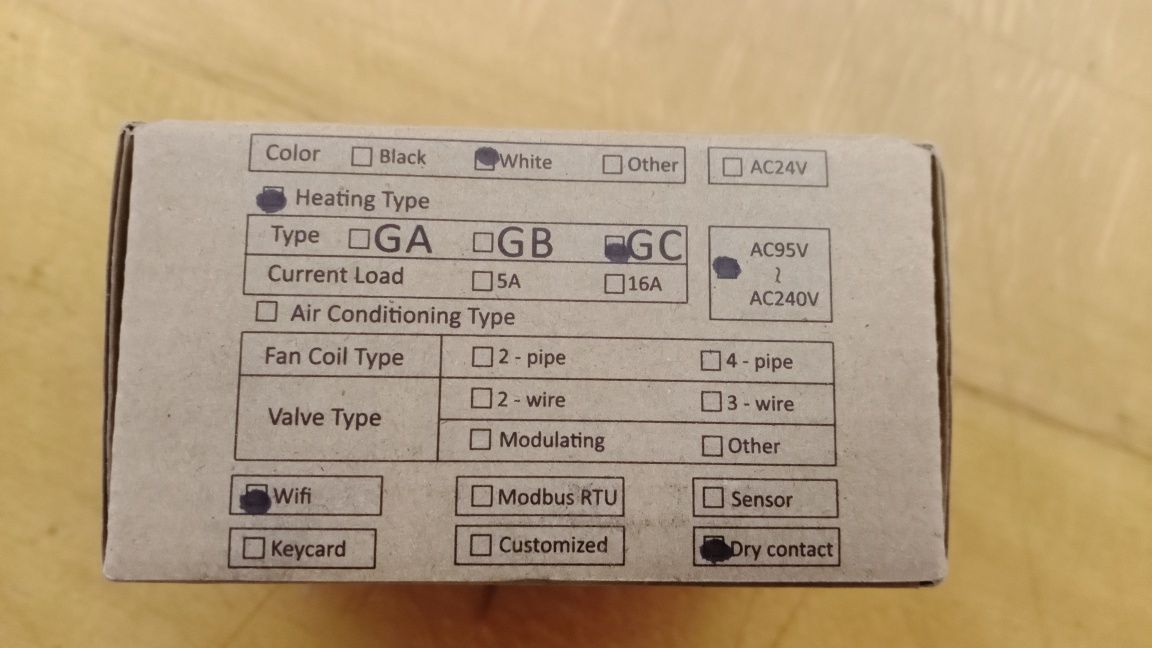 Color Black White Other AC24V
Heating Type
Type GA GB GC AC95V
~
AC240V
Current Load 5A 16A
Air Conditioning Type
Fan Coil Type 2 - pipe 4 - pipe
Valve Type 2 - wire 3 - wire
Modulating Other
Wifi Modbus RTU Sensor
Keycard Customized Dry contact